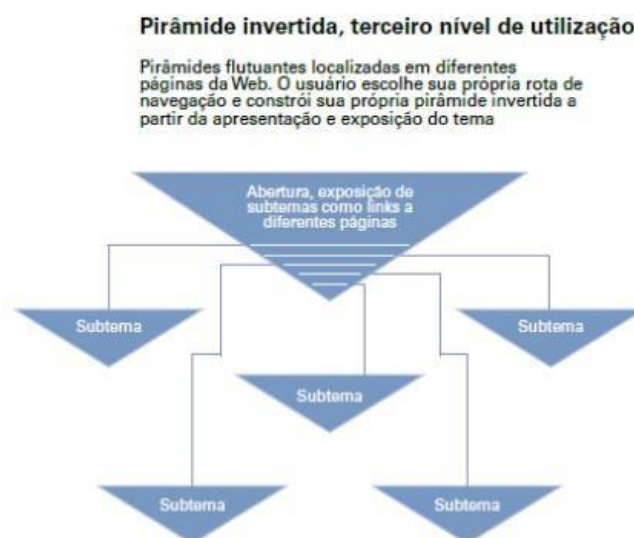 Pirâmide invertida, terceiro nível de utilização
Pirâmides flutuantes localizadas em diferentes
páginas da Web. O usuário escolhe sua própria rota de
navegação e constrói sua própria pirâmide invertida a
partir da apresentação e exposição do tema
Abertura, exposição de
subtemas como links a
diferentes páginas
Subtema
Subtema
Subtema
Subtema
Subtema